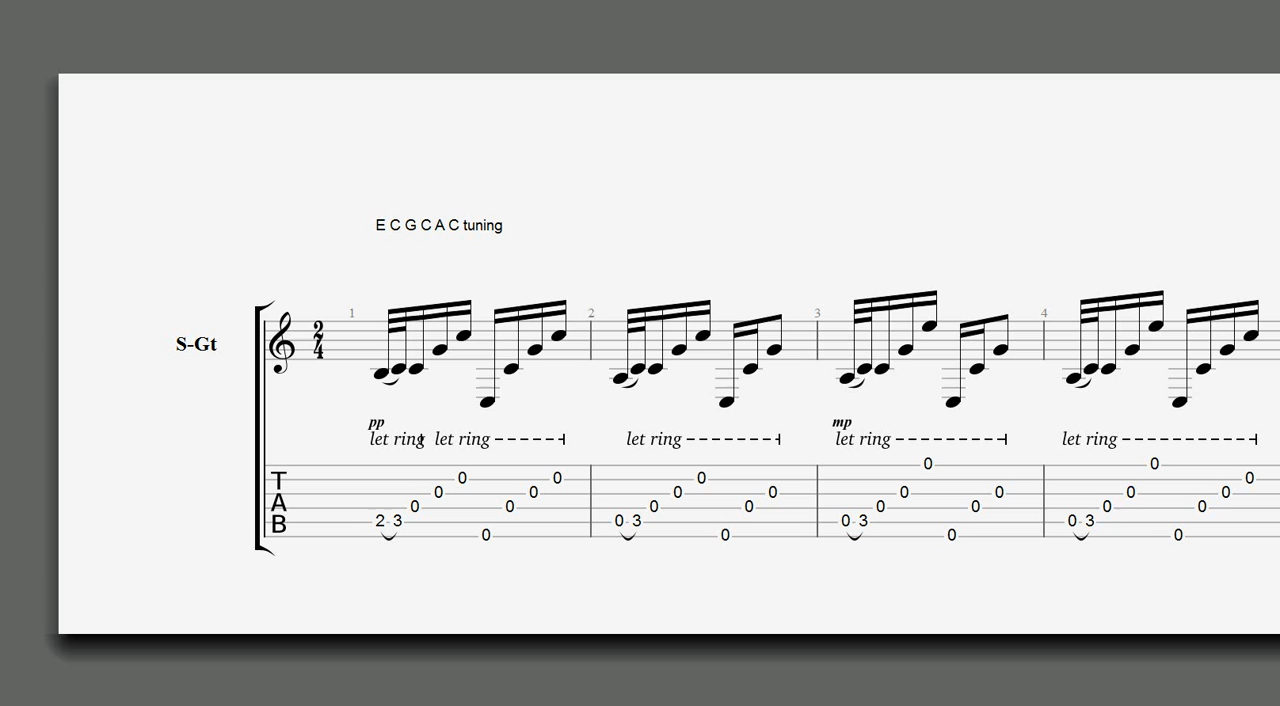 E C G C A C tuning
1 2 3 4
S-Gt
2 4
pp mp
let ring let ring let ring let ring let ring
T A B
0 0
0 0 0 0
0 0 0 0 0 0 0 0
0 0 0 0 0 0 0 0
2 3 0 3 0 3 0 3
0 0 0 0